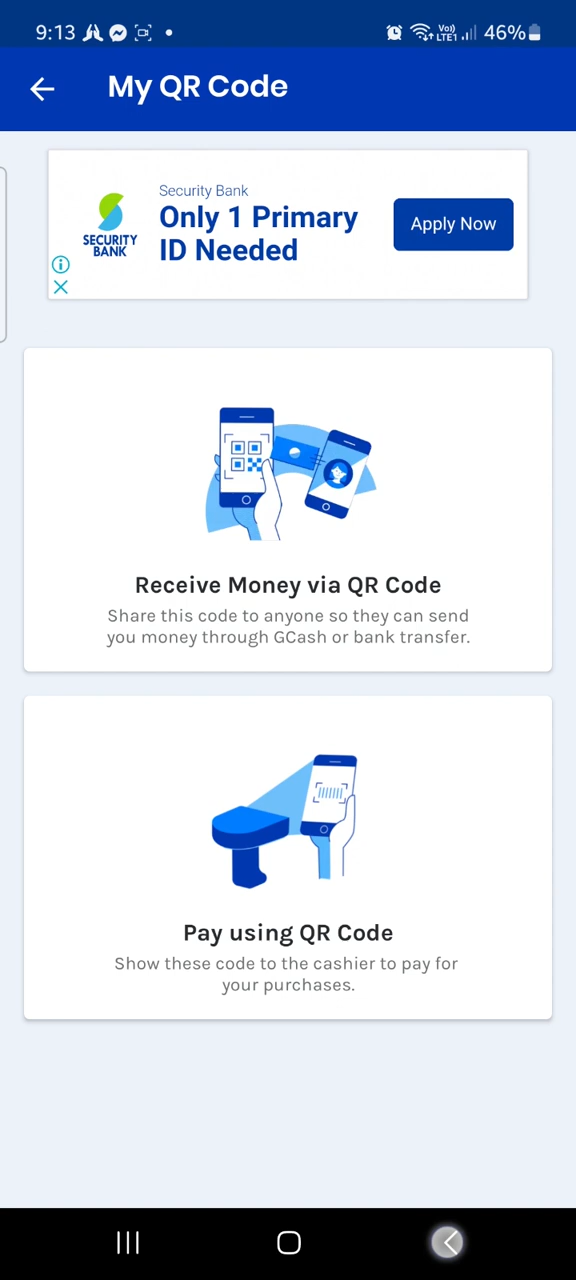 9:13 Vo)) LTE1 46%
My QR Code
Security Bank
Only 1 Primary
ID Needed
SECURITY
BANK
Apply Now
Receive Money via QR Code
Share this code to anyone so they can send
you money through GCash or bank transfer.
Pay using QR Code
Show these code to the cashier to pay for
your purchases.